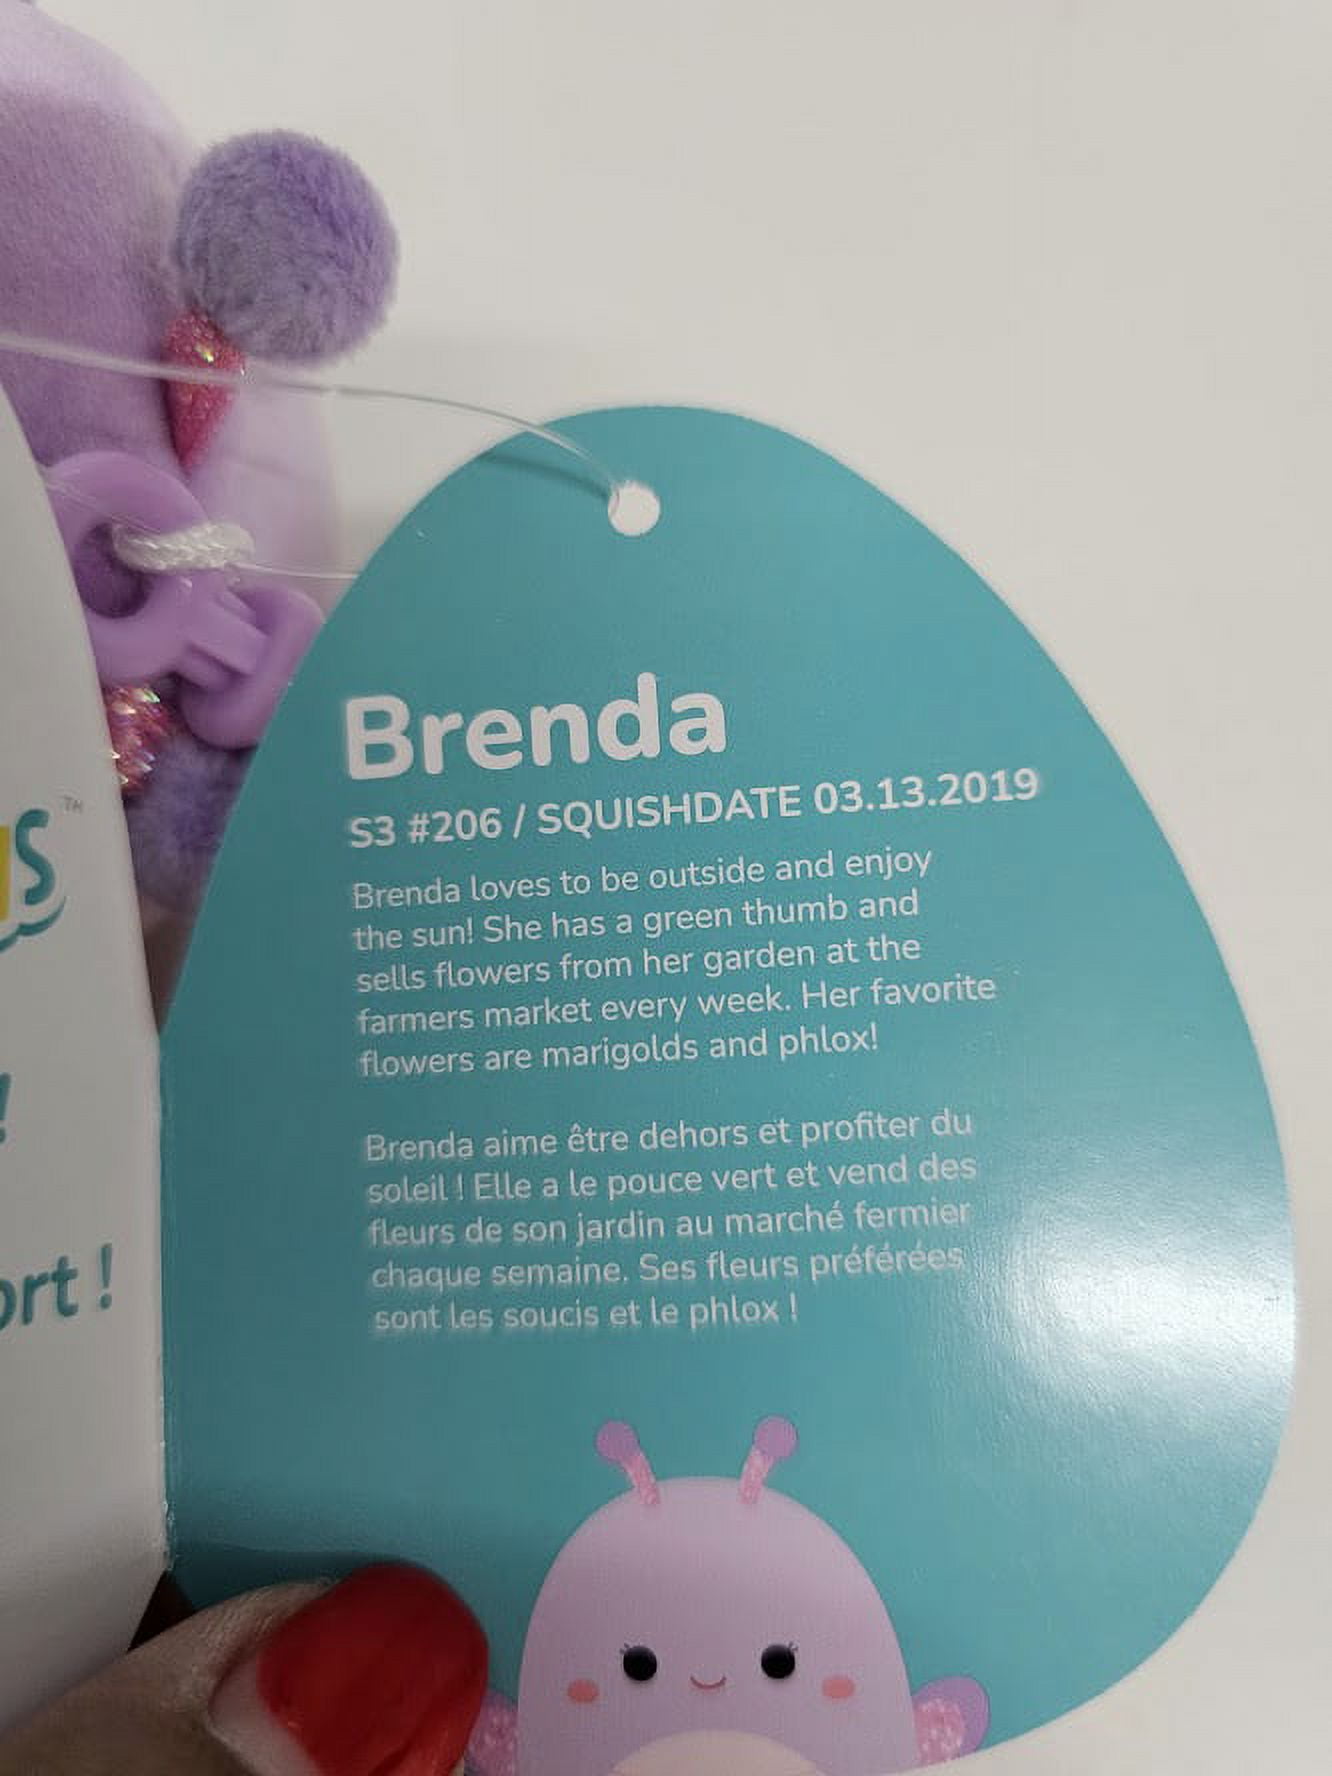 Brenda
S3 #206 / SQUISHDATE 03.13.2019
Brenda loves to be outside and enjoy
the sun! She has a green thumb and
sells flowers from her garden at the
farmers market every week. Her favorite
flowers are marigolds and phlox!
Brenda aime être dehors et profiter du
soleil ! Elle a le pouce vert et vend des
fleurs de son jardin au marché fermier
chaque semaine. Ses fleurs préférées
sont les soucis et le phlox !